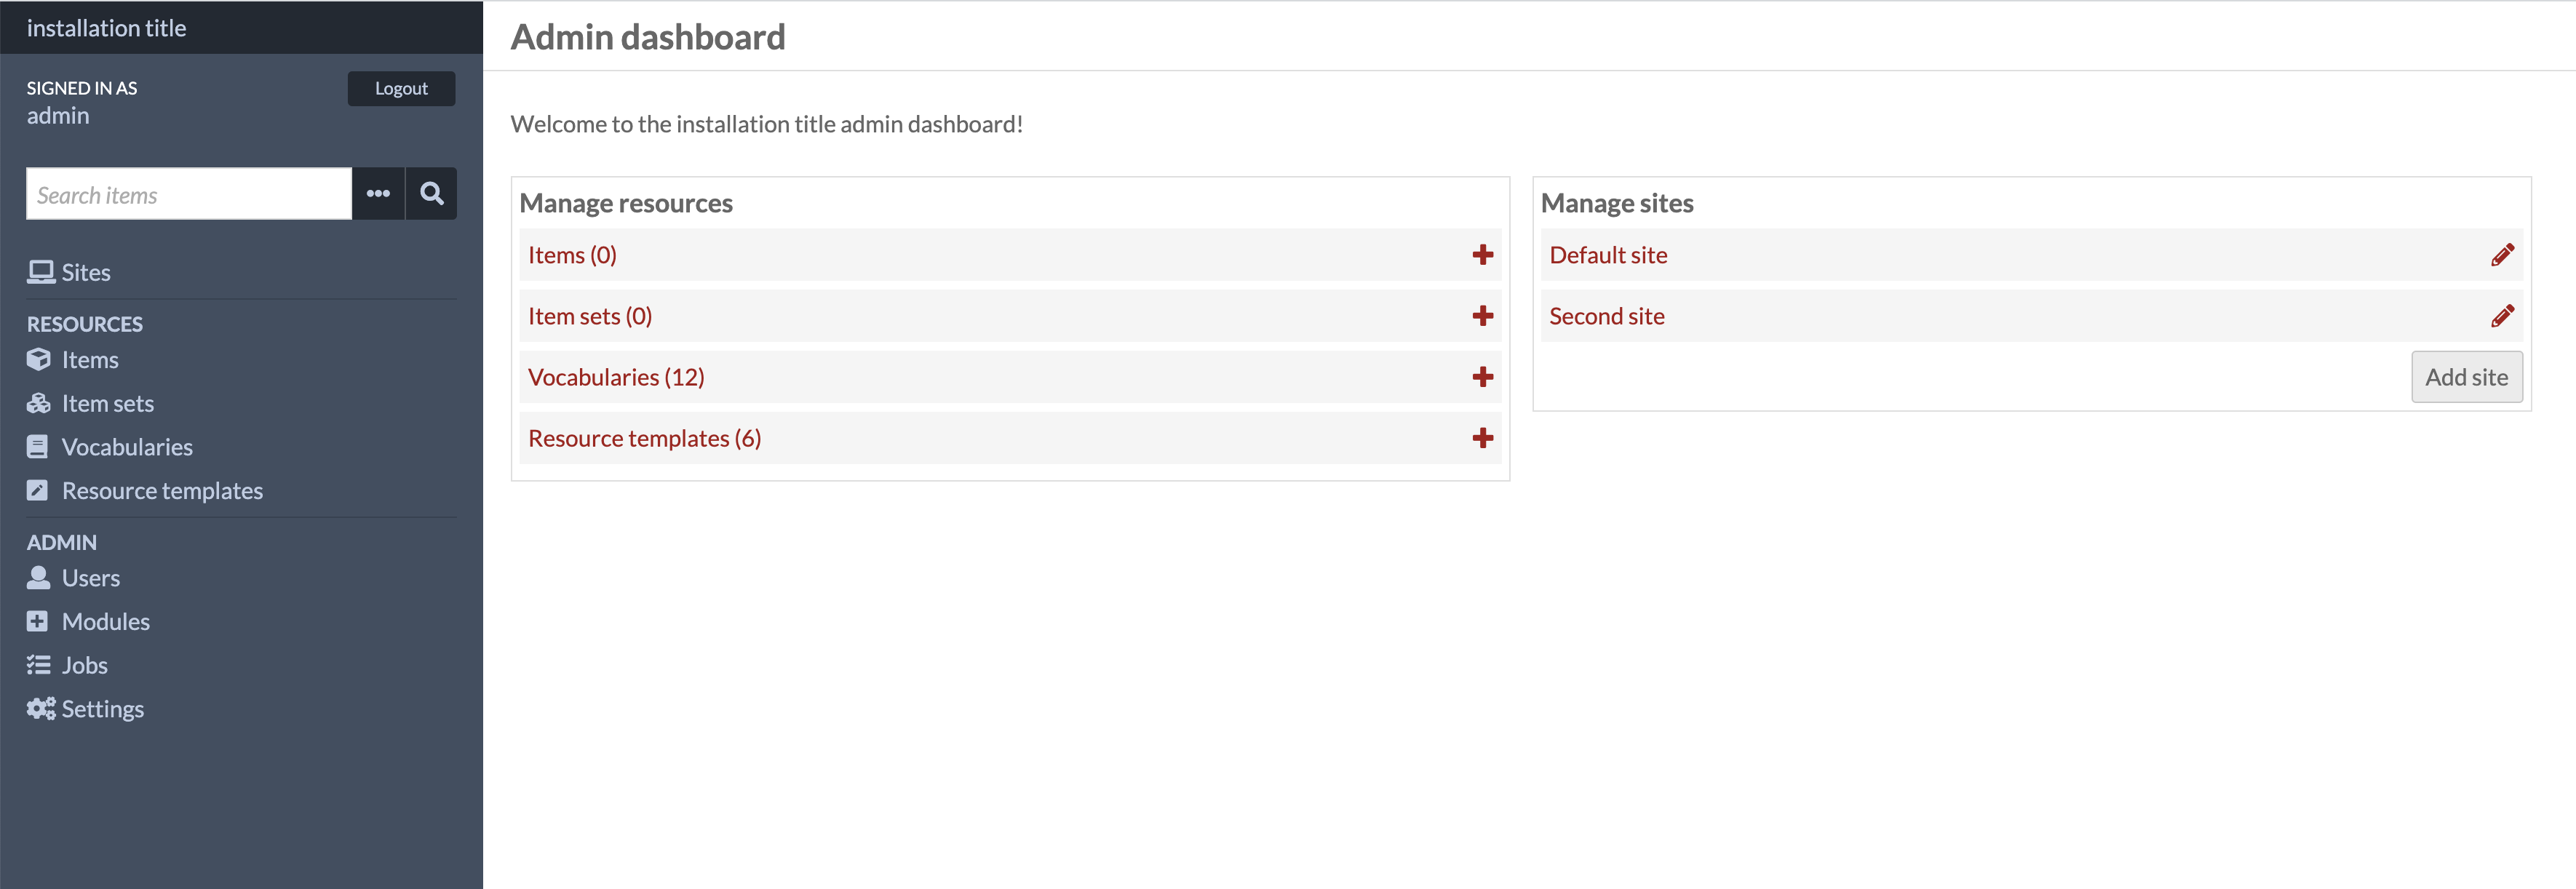 installation title
SIGNED IN AS
admin
Logout
Search items
Sites
RESOURCES
Items
Item sets
Vocabularies
Resource templates
ADMIN
Users
Modules
Jobs
Settings
Admin dashboard
Welcome to the installation title admin dashboard!
Manage resources
Items (0)
Item sets (0)
Vocabularies (12)
Resource templates (6)
Manage sites
Default site
Second site
Add site